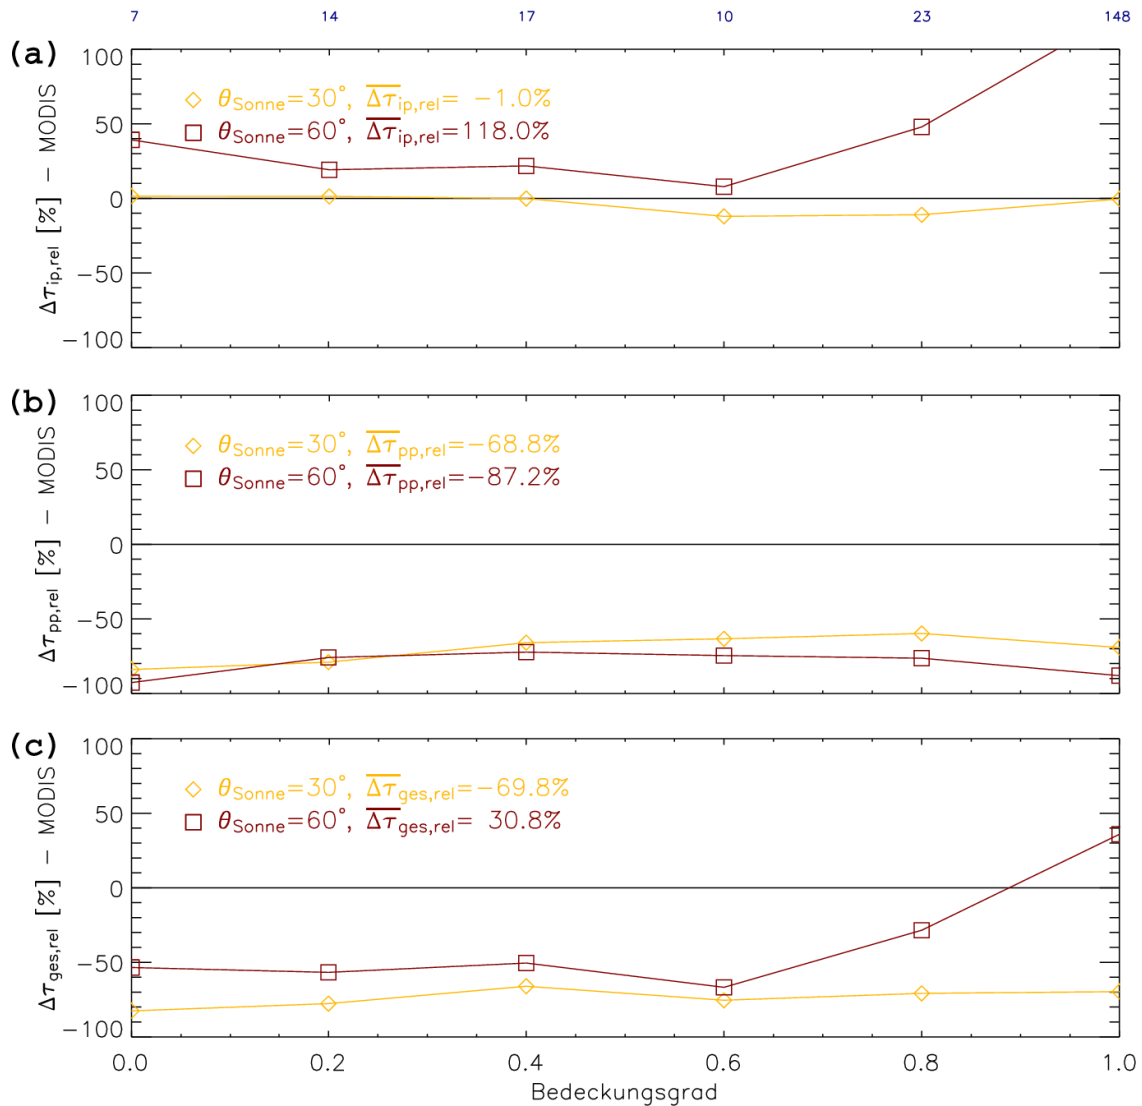 7 14 17 10 23 148
(a)
100
50
0
−50
−100
Δτip,rel [%] − MODIS
θSonne=30°, Δτip,rel= −1.0%
θSonne=60°, Δτip,rel=118.0%
(b)
100
50
0
−50
−100
Δτpp,rel [%] − MODIS
θSonne=30°, Δτpp,rel=−68.8%
θSonne=60°, Δτpp,rel=−87.2%
(c)
100
50
0
−50
−100
Δτges,rel [%] − MODIS
θSonne=30°, Δτges,rel=−69.8%
θSonne=60°, Δτges,rel= 30.8%
0.0 0.2 0.4 0.6 0.8 1.0
Bedeckungsgrad